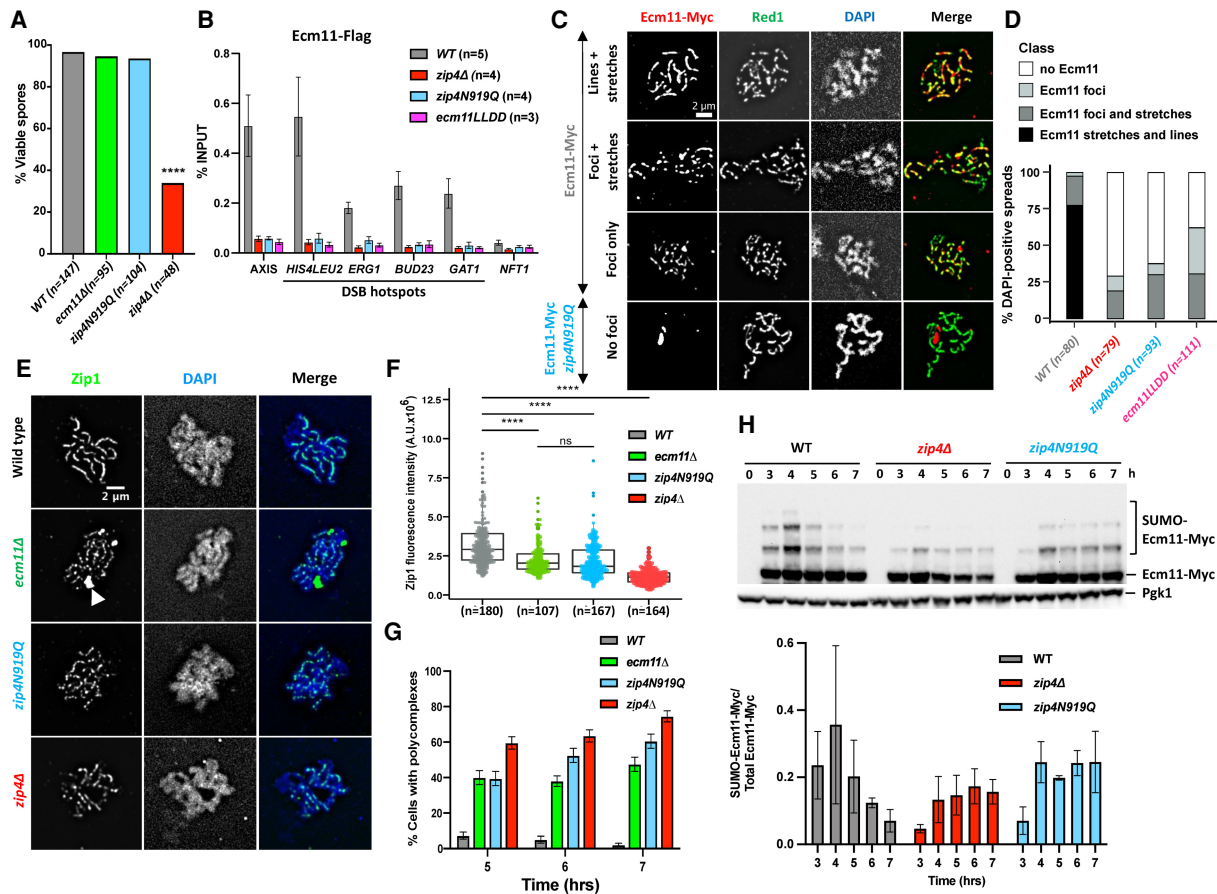 A
% Viable spores
100
80
60
40
20
0
****
WT (n=147)
ecm11Δ(n=95)
zip4N919Q (n=104)
zip4Δ (n=48)
B
Ecm11-Flag
% INPUT
0.8
0.6
0.4
0.2
0.0
WT (n=5)
zip4Δ (n=4)
zip4N919Q (n=4)
ecm11LLDD (n=3)
AXIS HIS4LEU2 ERG1 BUD23 GAT1 NFT1
DSB hotspots
C
Ecm11-Myc Red1 DAPI Merge
Lines +
stretches
Foci +
stretches
Foci only
No foci
Ecm11-Myc
Ecm11-Myc
zip4N919Q
2 μm
D
Class
no Ecm11
Ecm11 foci
Ecm11 foci and stretches
Ecm11 stretches and lines
% DAPI-positive spreads
100
75
50
25
0
WT (n=80)
zip4Δ (n=79)
zip4N919Q (n=93)
ecm11LLDD (n=111)
E
Zip1 DAPI Merge
Wild type
2 μm
ecm11Δ
zip4N919Q
zip4Δ
F
Zip1 fluorescence intensity (A.U.x10⁶)
12.5
10.0
7.5
5.0
2.5
0.0
****
****
****
ns
WT
ecm11Δ
zip4N919Q
zip4Δ
(n=180) (n=107) (n=167) (n=164)
G
% Cells with polycomplexes
100
80
60
40
20
0
WT
ecm11Δ
zip4N919Q
zip4Δ
5 6 7
Time (hrs)
H
WT zip4Δ zip4N919Q
0 3 4 5 6 7 0 3 4 5 6 7 0 3 4 5 6 7 h
SUMO-
Ecm11-Myc
Ecm11-Myc
Pgk1
SUMO-Ecm11-Myc/
Total Ecm11-Myc
0.6
0.4
0.2
0.0
WT
zip4Δ
zip4N919Q
3 4 5 6 7 3 4 5 6 7 3 4 5 6 7
Time (hrs)